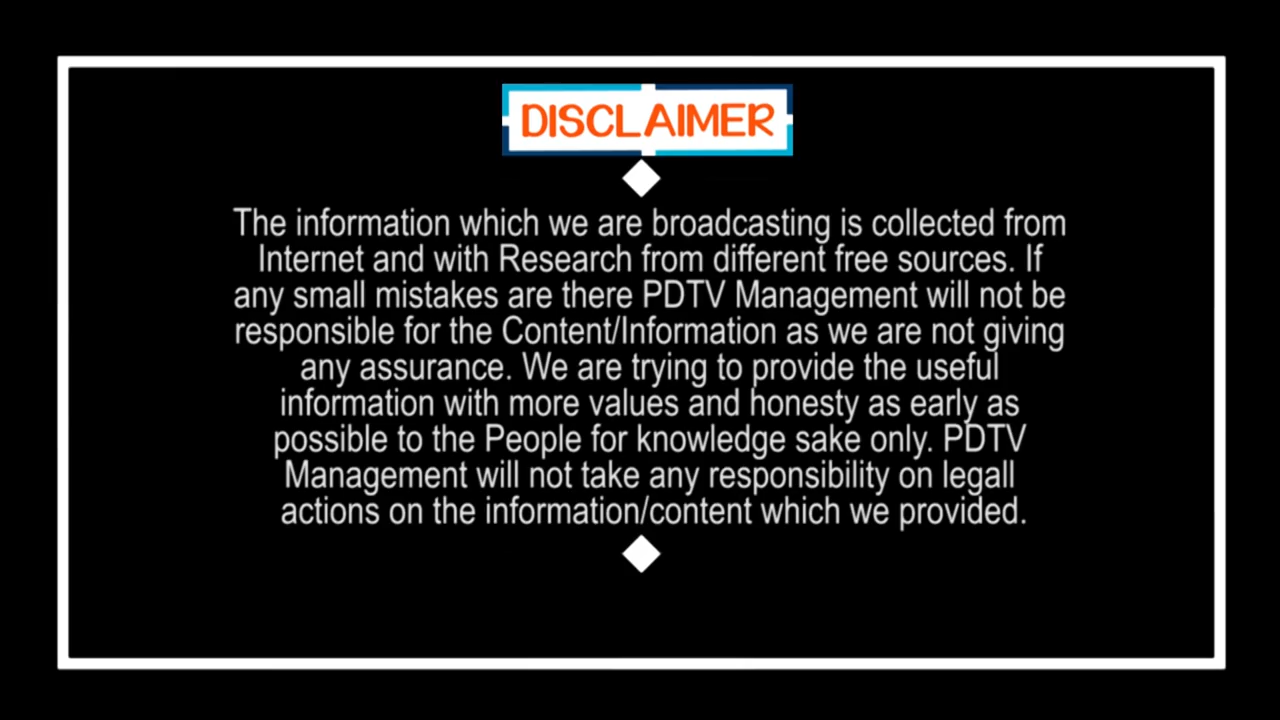 DISCLAIMER
The information which we are broadcasting is collected from
Internet and with Research from different free sources. If
any small mistakes are there PDTV Management will not be
responsible for the Content/Information as we are not giving
any assurance. We are trying to provide the useful
information with more values and honesty as early as
possible to the People for knowledge sake only. PDTV
Management will not take any responsibility on legall
actions on the information/content which we provided.